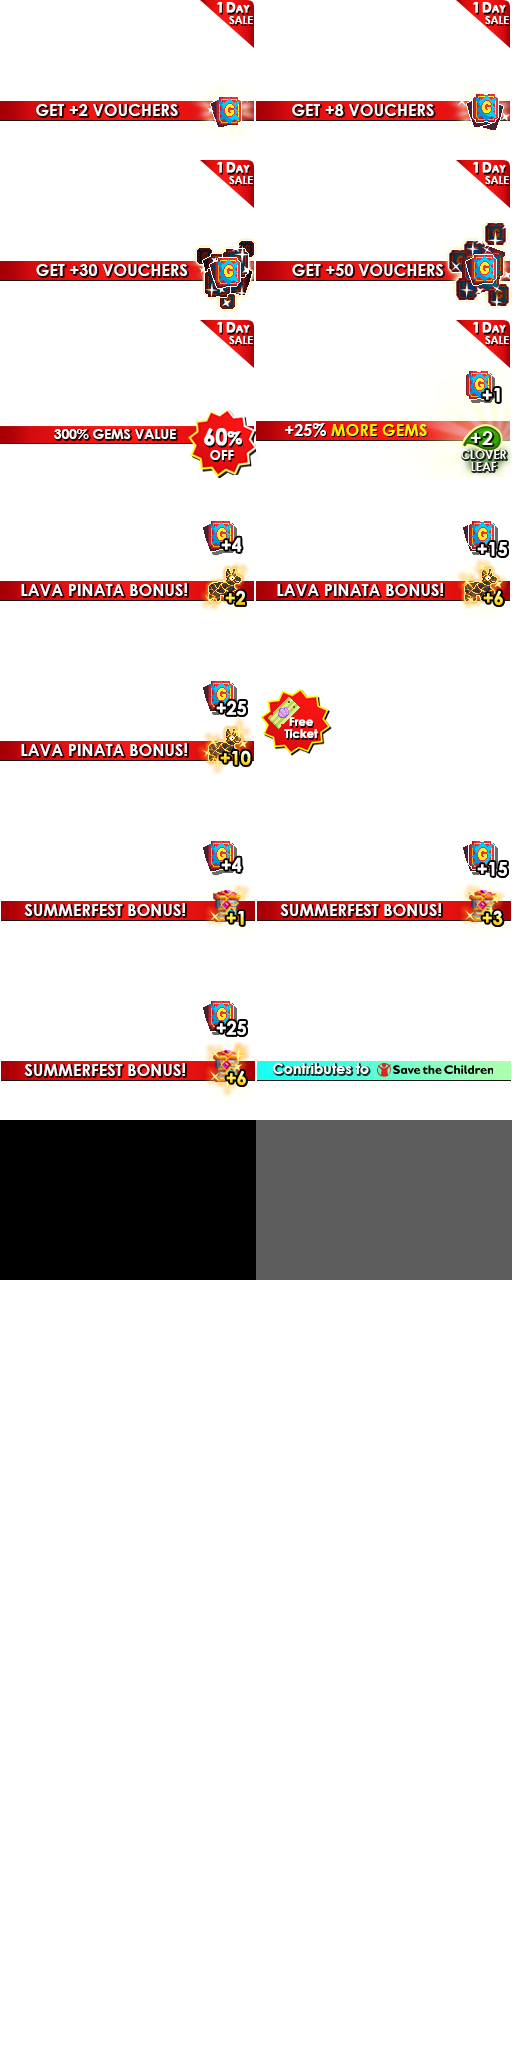 1 DAY
SALE
1 DAY
SALE
GET +2 VOUCHERS
G
GET +8 VOUCHERS
G
1 DAY
SALE
1 DAY
SALE
GET +30 VOUCHERS
G
GET +50 VOUCHERS
G
1 DAY
SALE
1 DAY
SALE
G
+1
300% GEMS VALUE
60%
OFF
+25% MORE GEMS
+2
CLOVER
LEAF
G
+4
G
+15
LAVA PINATA BONUS!
+2
LAVA PINATA BONUS!
+6
G
+25
LAVA PINATA BONUS!
+10
Free
Ticket
G
+4
G
+15
SUMMERFEST BONUS!
+1
SUMMERFEST BONUS!
+3
G
+25
SUMMERFEST BONUS!
+6
Contributes to Save the Children